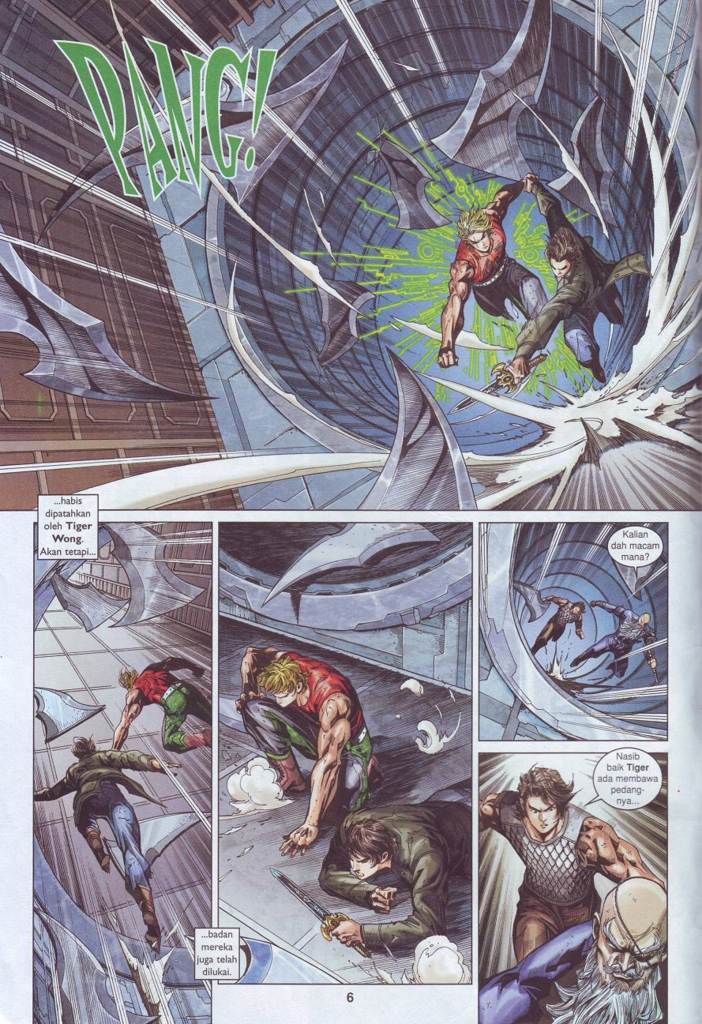 PANG!
...habis
dipatahkan
oleh Tiger
Wong.
Akan tetapi...
...badan
mereka
juga telah
dilukai.
Kalian
dah macam
mana?
Nasib
baik Tiger
ada membawa
pedang-
nya...
6